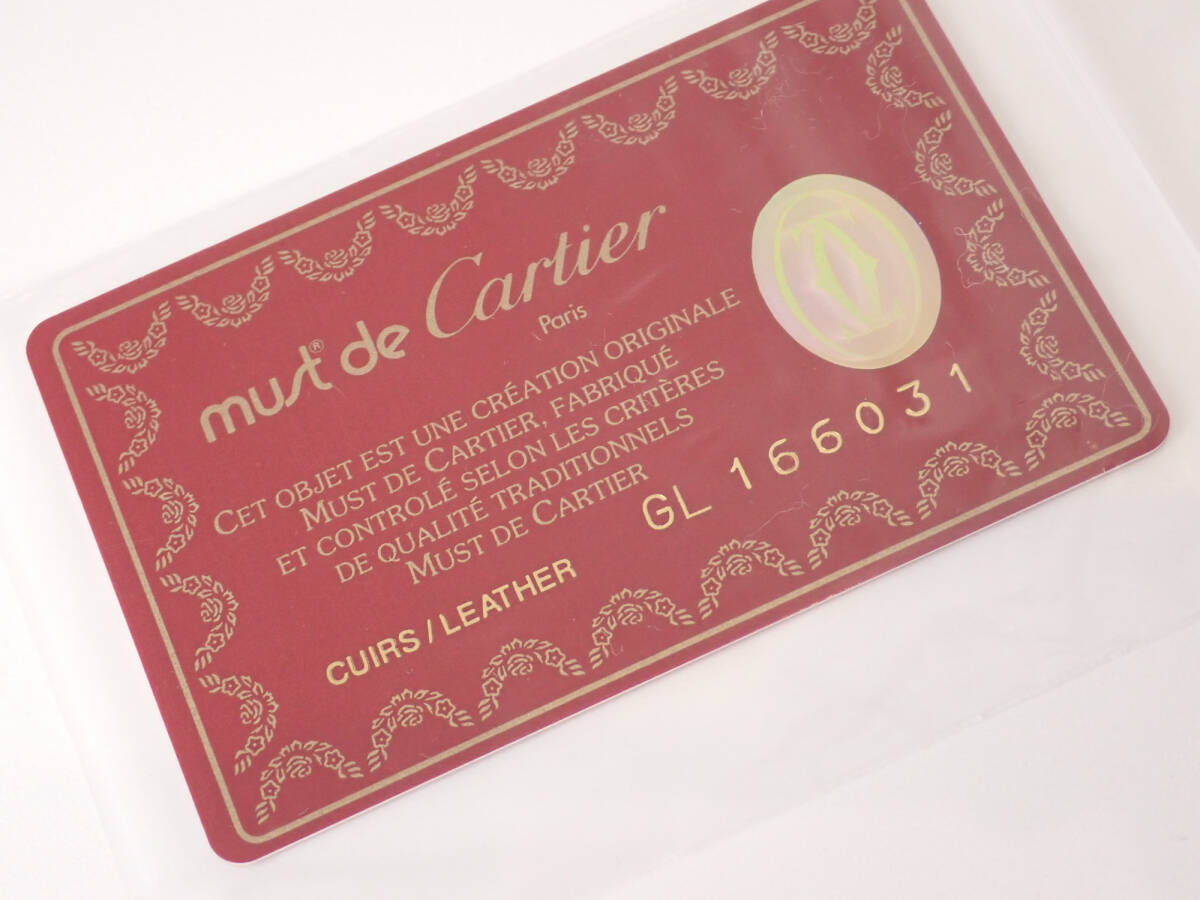 must® de Cartier
Paris
CET OBJET EST UNE CRÉATION ORIGINALE
MUST DE CARTIER, FABRIQUÉ
ET CONTROLÉ SELON LES CRITÈRES
DE QUALITÉ TRADITIONNELS
MUST DE CARTIER
GL 166031
CUIRS / LEATHER